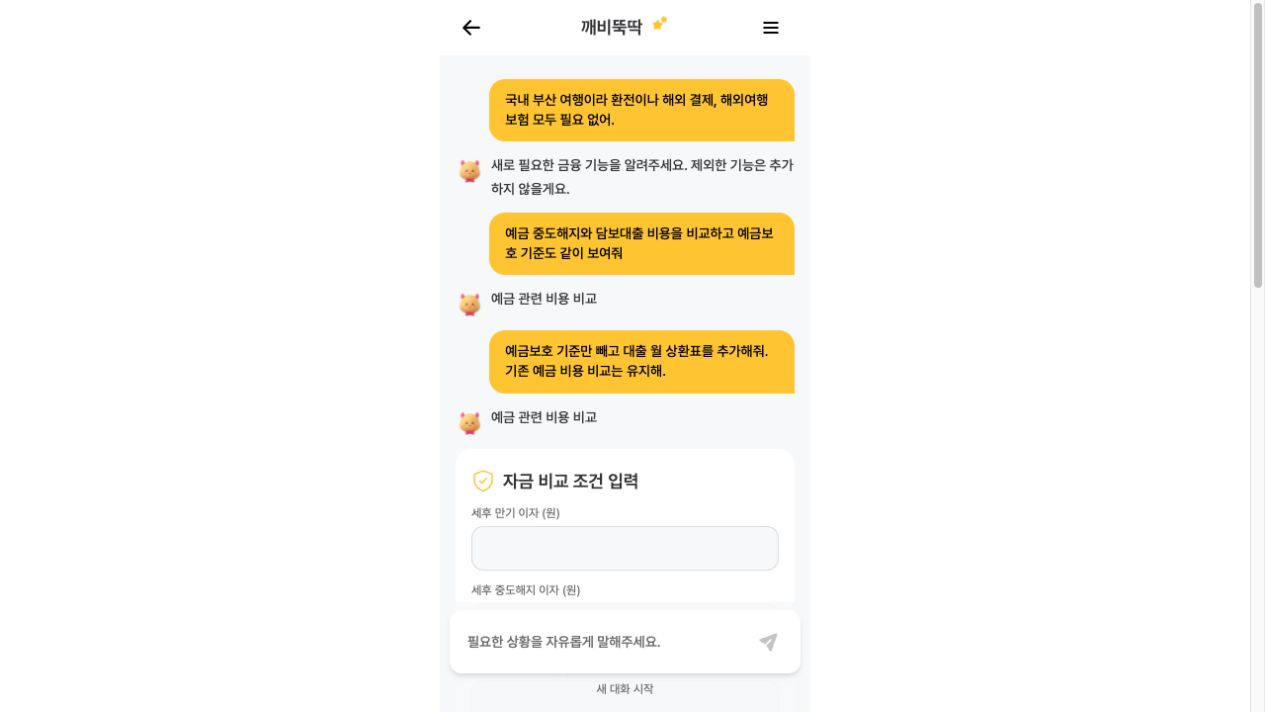 깨비뚝딱
국내 부산 여행이라 환전이나 해외 결제, 해외여행
보험 모두 필요 없어.
새로 필요한 금융 기능을 알려주세요. 제외한 기능은 추가
하지 않을게요.
예금 중도해지와 담보대출 비용을 비교하고 예금보
호 기준도 같이 보여줘
예금 관련 비용 비교
예금보호 기준만 빼고 대출 월 상환표를 추가해줘.
기존 예금 비용 비교는 유지해.
예금 관련 비용 비교
자금 비교 조건 입력
세후 만기 이자 (원)
세후 중도해지 이자 (원)
필요한 상황을 자유롭게 말해주세요.
새 대화 시작